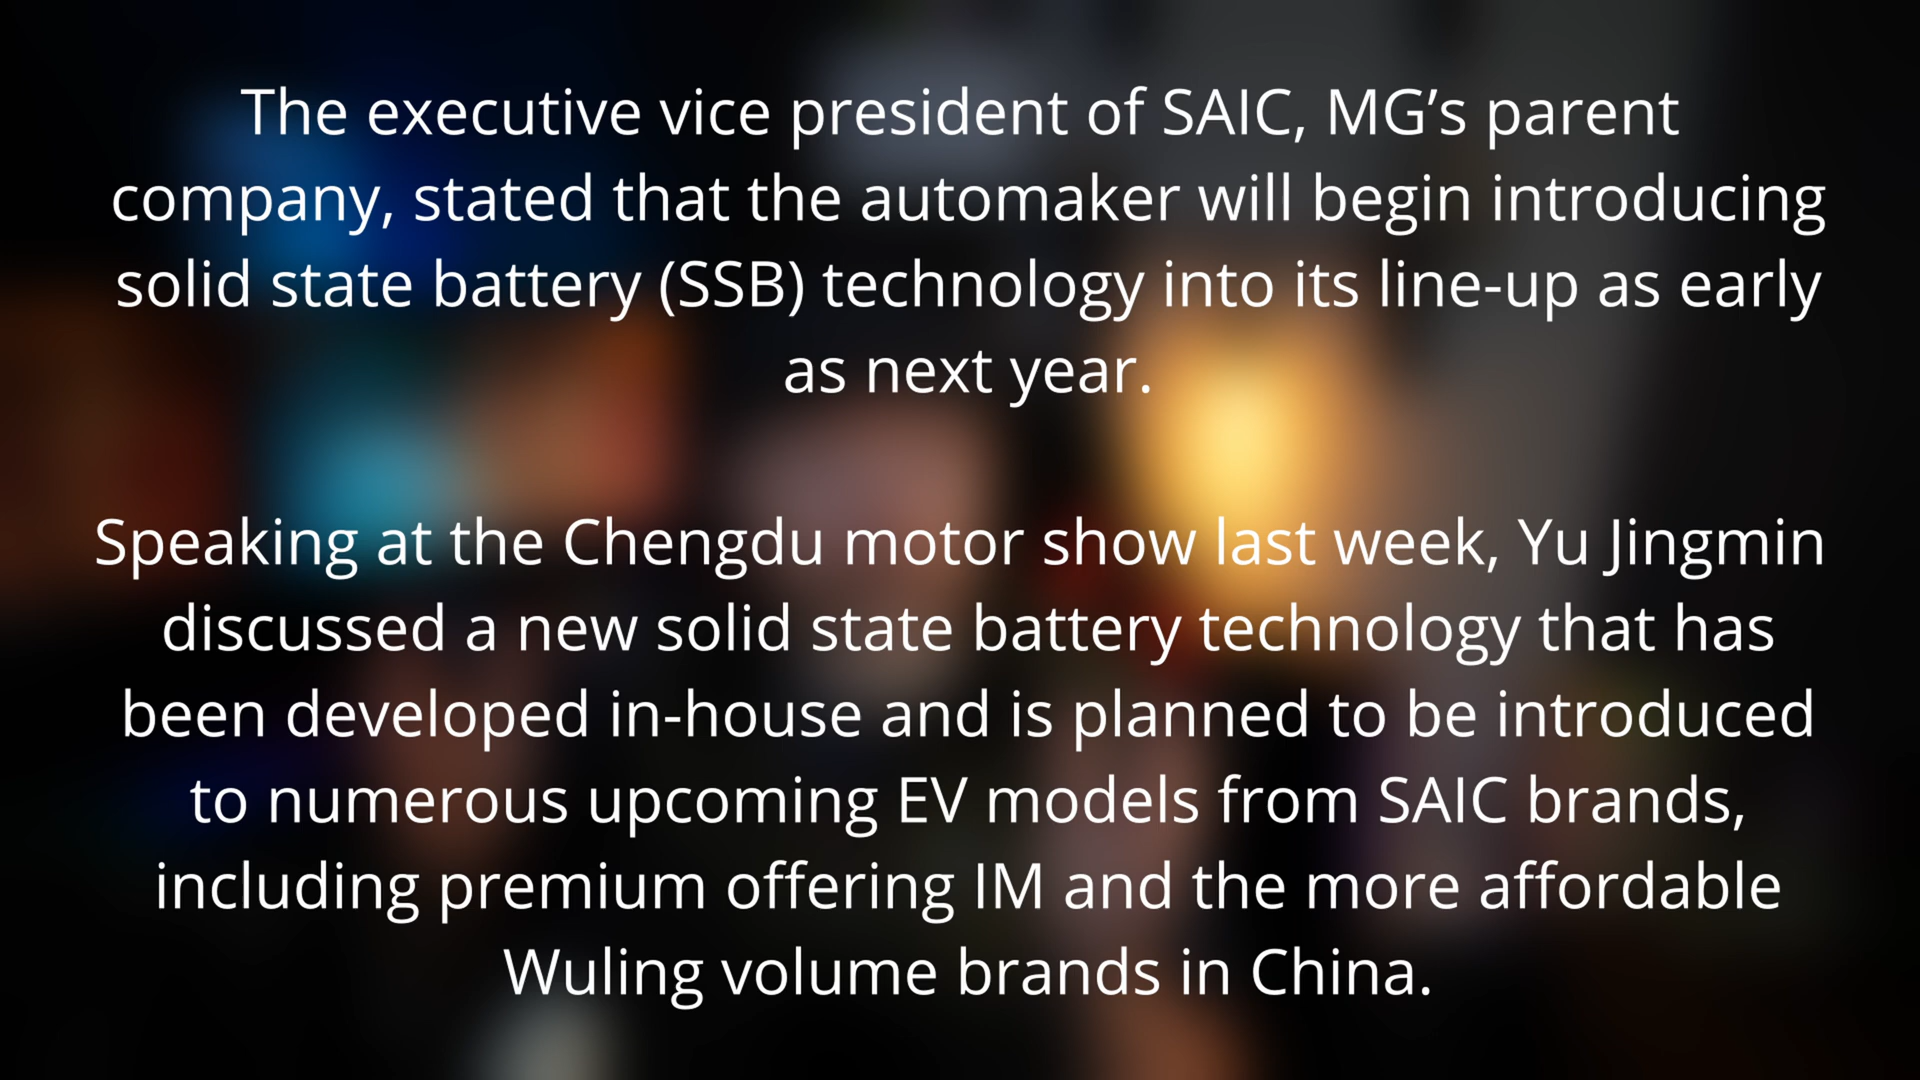 The executive vice president of SAIC, MG’s parent
company, stated that the automaker will begin introducing
solid state battery (SSB) technology into its line-up as early
as next year.
Speaking at the Chengdu motor show last week, Yu Jingmin
discussed a new solid state battery technology that has
been developed in-house and is planned to be introduced
to numerous upcoming EV models from SAIC brands,
including premium offering IM and the more affordable
Wuling volume brands in China.